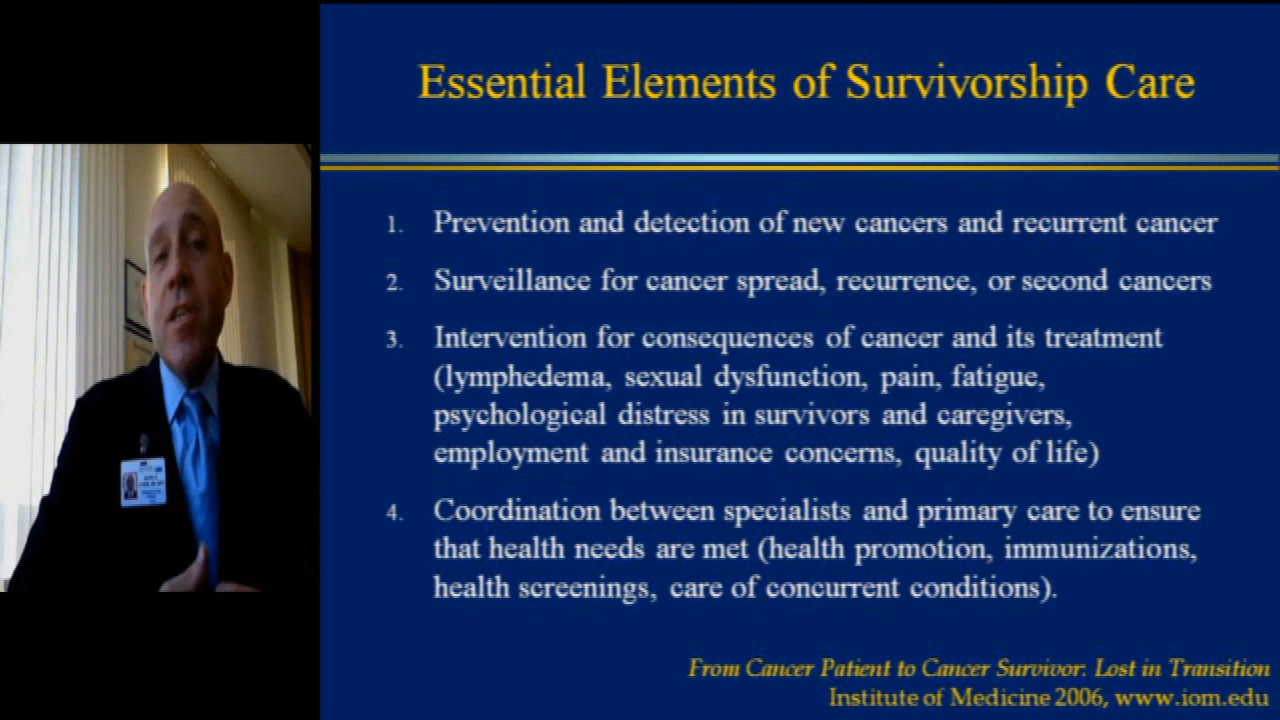 Essential Elements of Survivorship Care
1. Prevention and detection of new cancers and recurrent cancer
2. Surveillance for cancer spread, recurrence, or second cancers
3. Intervention for consequences of cancer and its treatment
(lymphedema, sexual dysfunction, pain, fatigue,
psychological distress in survivors and caregivers,
employment and insurance concerns, quality of life)
4. Coordination between specialists and primary care to ensure
that health needs are met (health promotion, immunizations,
health screenings, care of concurrent conditions).
From Cancer Patient to Cancer Survivor: Lost in Transition
Institute of Medicine 2006, www.iom.edu